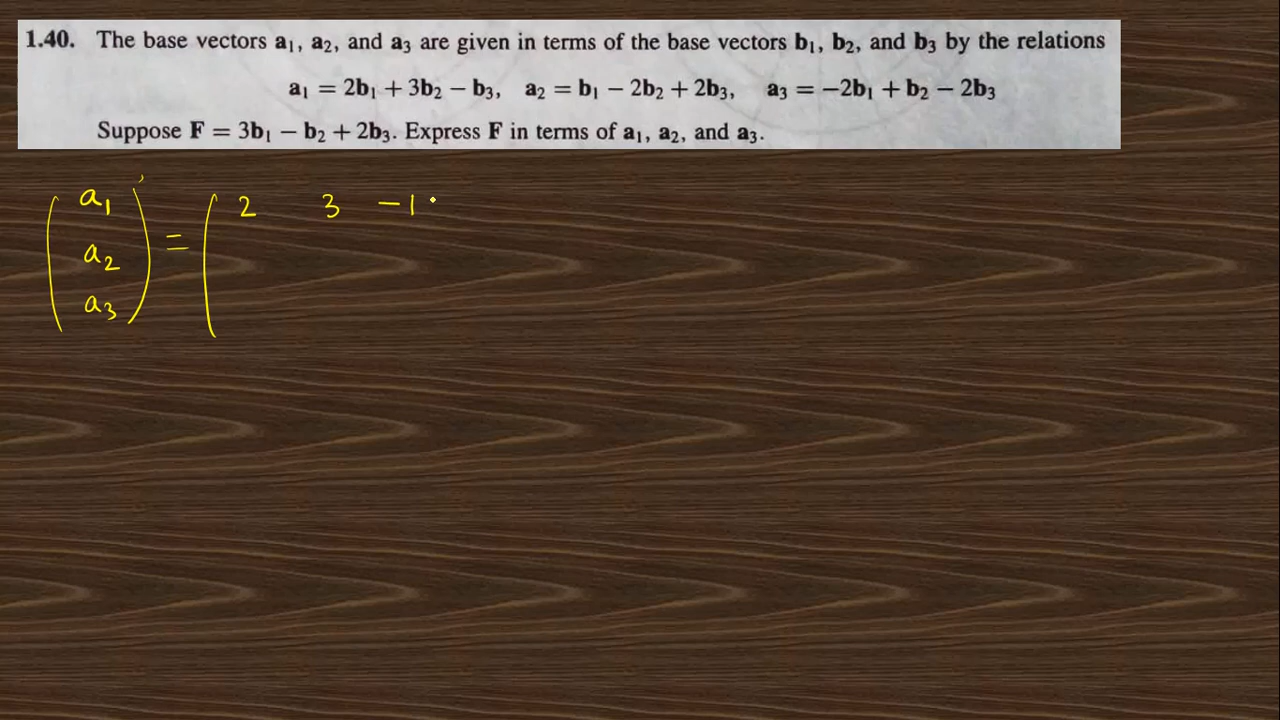 1.40. The base vectors a₁, a₂, and a₃ are given in terms of the base vectors b₁, b₂, and b₃ by the relations
a₁ = 2b₁ + 3b₂ − b₃, a₂ = b₁ − 2b₂ + 2b₃, a₃ = −2b₁ + b₂ − 2b₃
Suppose F = 3b₁ − b₂ + 2b₃. Express F in terms of a₁, a₂, and a₃.
( a₁ ) = ( 2 3 −1
a₂
a₃